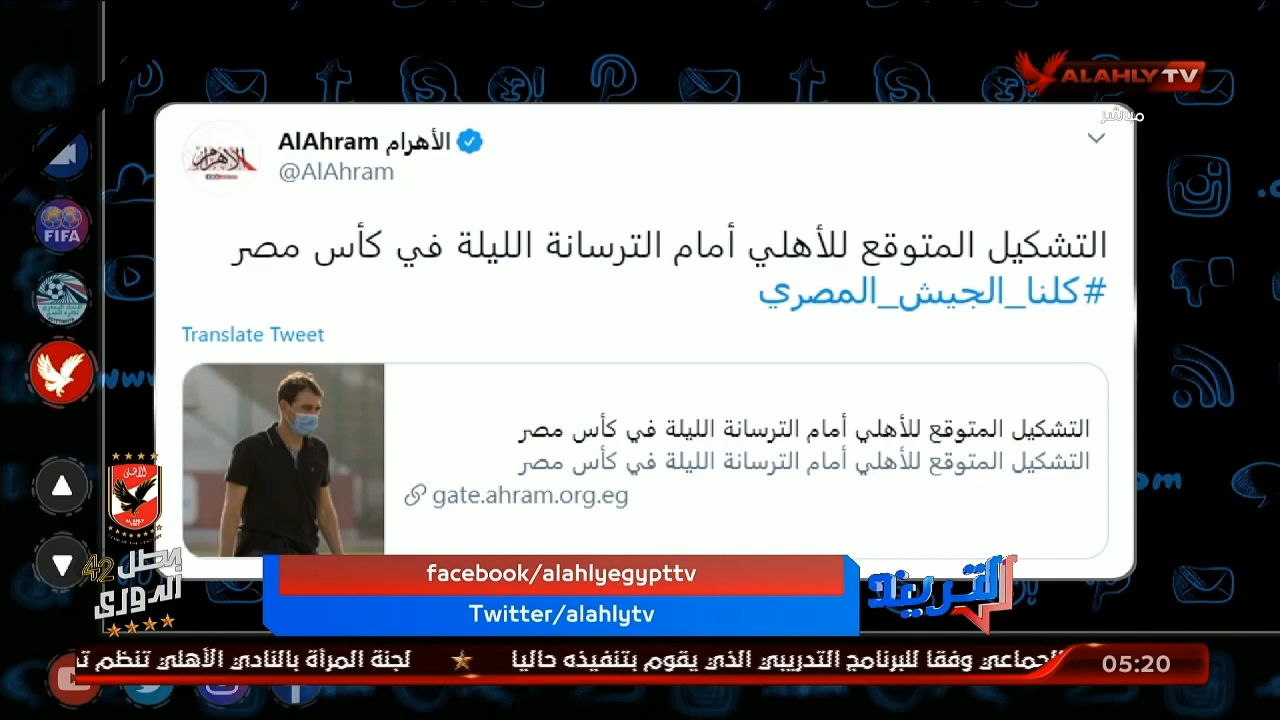 ALAHLY TV
مباشر
AlAhram الأهرام
@AlAhram
التشكيل المتوقع للأهلي أمام الترسانة الليلة في كأس مصر
#كلنا_الجيش_المصري
Translate Tweet
التشكيل المتوقع للأهلي أمام الترسانة الليلة في كأس مصر
التشكيل المتوقع للأهلي أمام الترسانة الليلة في كأس مصر
gate.ahram.org.eg
FIFA
بطل
الدورى
42
facebook/alahlyegypttv
Twitter/alahlytv
التريند
الجماعي وفقا للبرنامج التدريبي الذي يقوم بتنفيذه حاليا
لجنة المرأة بالنادي الأهلي تنظم
05:20